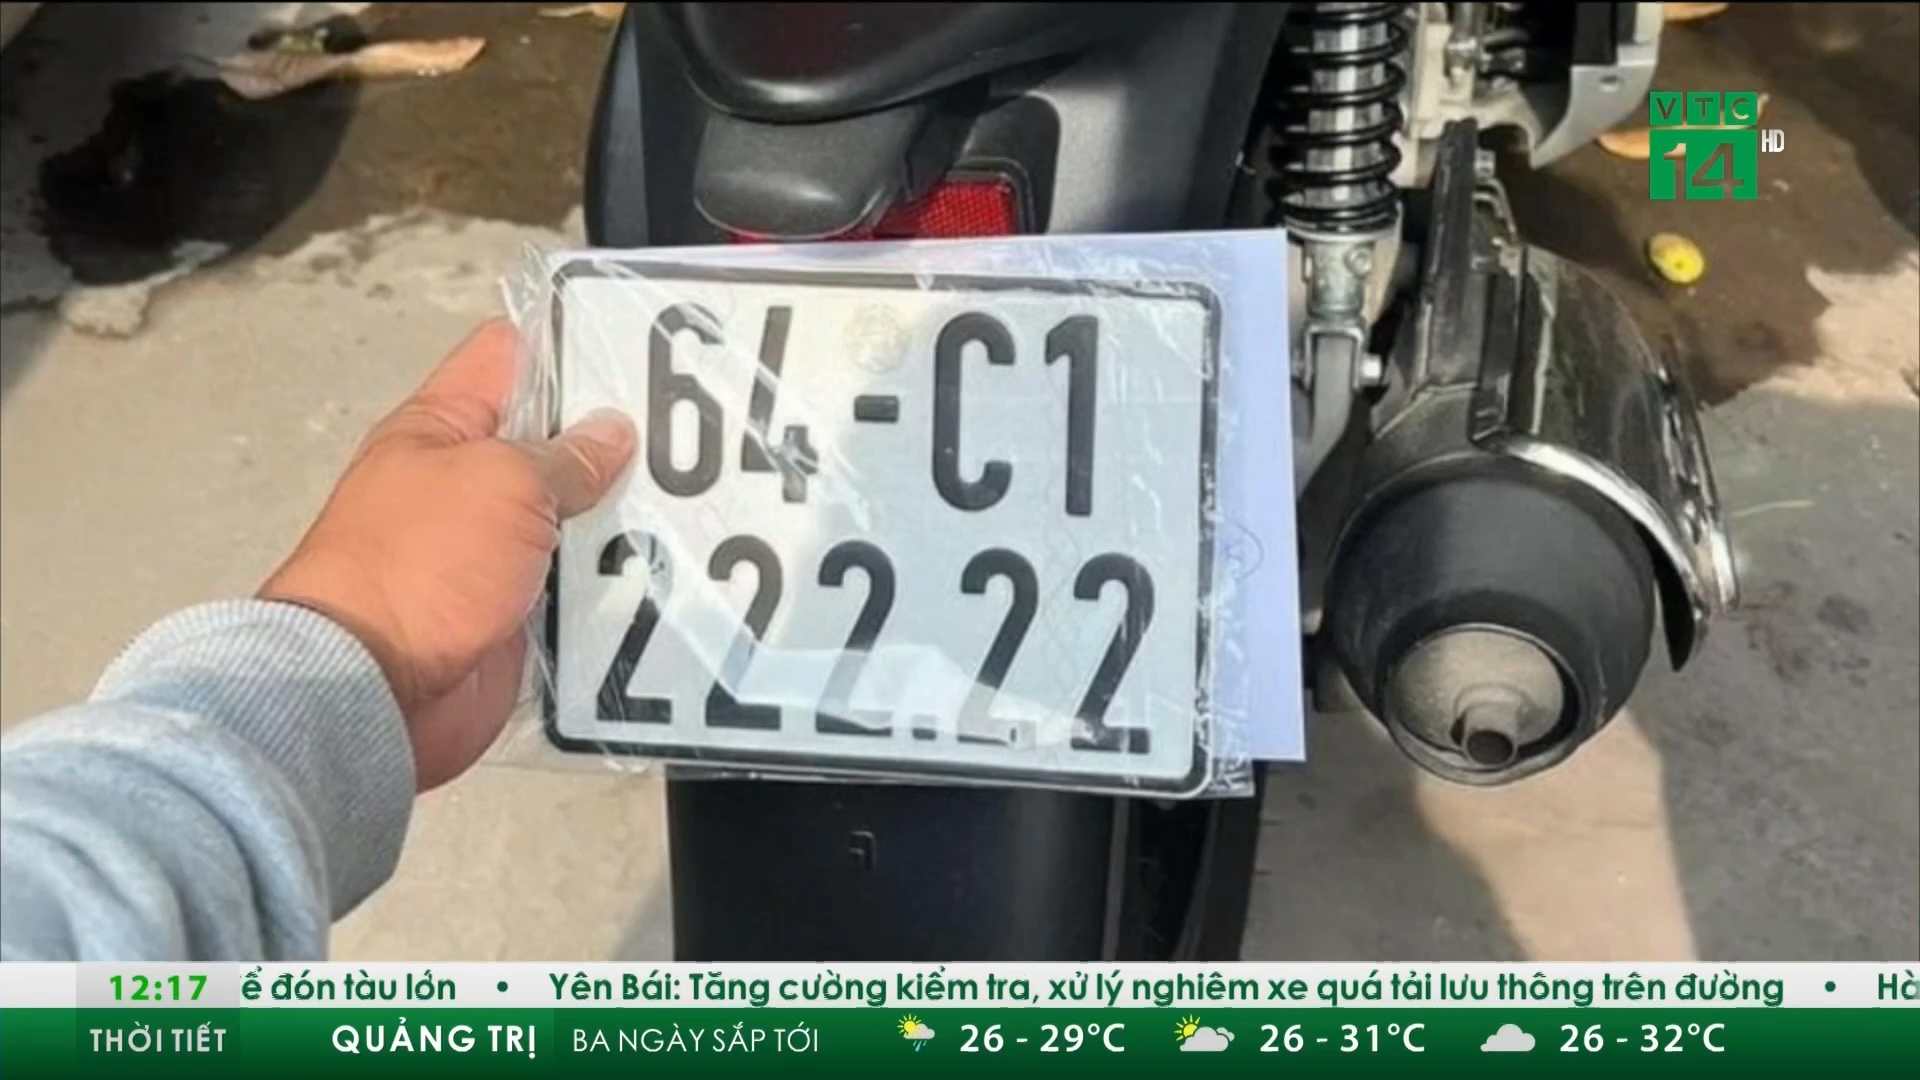 VTC
14 HD
64-C1
222.22
12:17 ể đón tàu lớn • Yên Bái: Tăng cường kiểm tra, xử lý nghiêm xe quá tải lưu thông trên đường • Hà
THỜI TIẾT QUẢNG TRỊ BA NGÀY SẮP TỚI 26 - 29°C 26 - 31°C 26 - 32°C